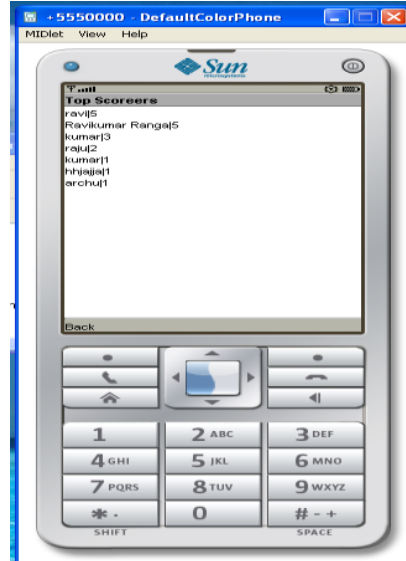 +5550000 - DefaultColorPhone
MIDlet View Help
Sun
microsystems
Top Scoreers
ravi|5
Ravikumar Ranga|5
kumar|3
raju|2
kumar|1
hhjajja|1
archu|1
Back
1 2 ABC 3 DEF
4 GHI 5 JKL 6 MNO
7 PQRS 8 TUV 9 WXYZ
* . 0 # - +
SHIFT SPACE